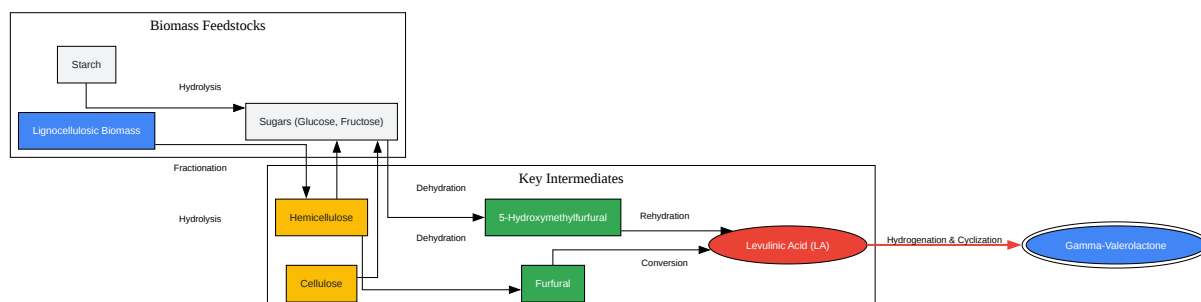 Biomass Feedstocks
Starch
Hydrolysis
Sugars (Glucose, Fructose)
Lignocellulosic Biomass
Fractionation
Key Intermediates
Dehydration
Hydrolysis
Hemicellulose
5-Hydroxymethylfurfural
Rehydration
Dehydration
Levulinic Acid (LA)
Hydrogenation & Cyclization
Gamma-Valerolactone
Conversion
Cellulose
Furfural